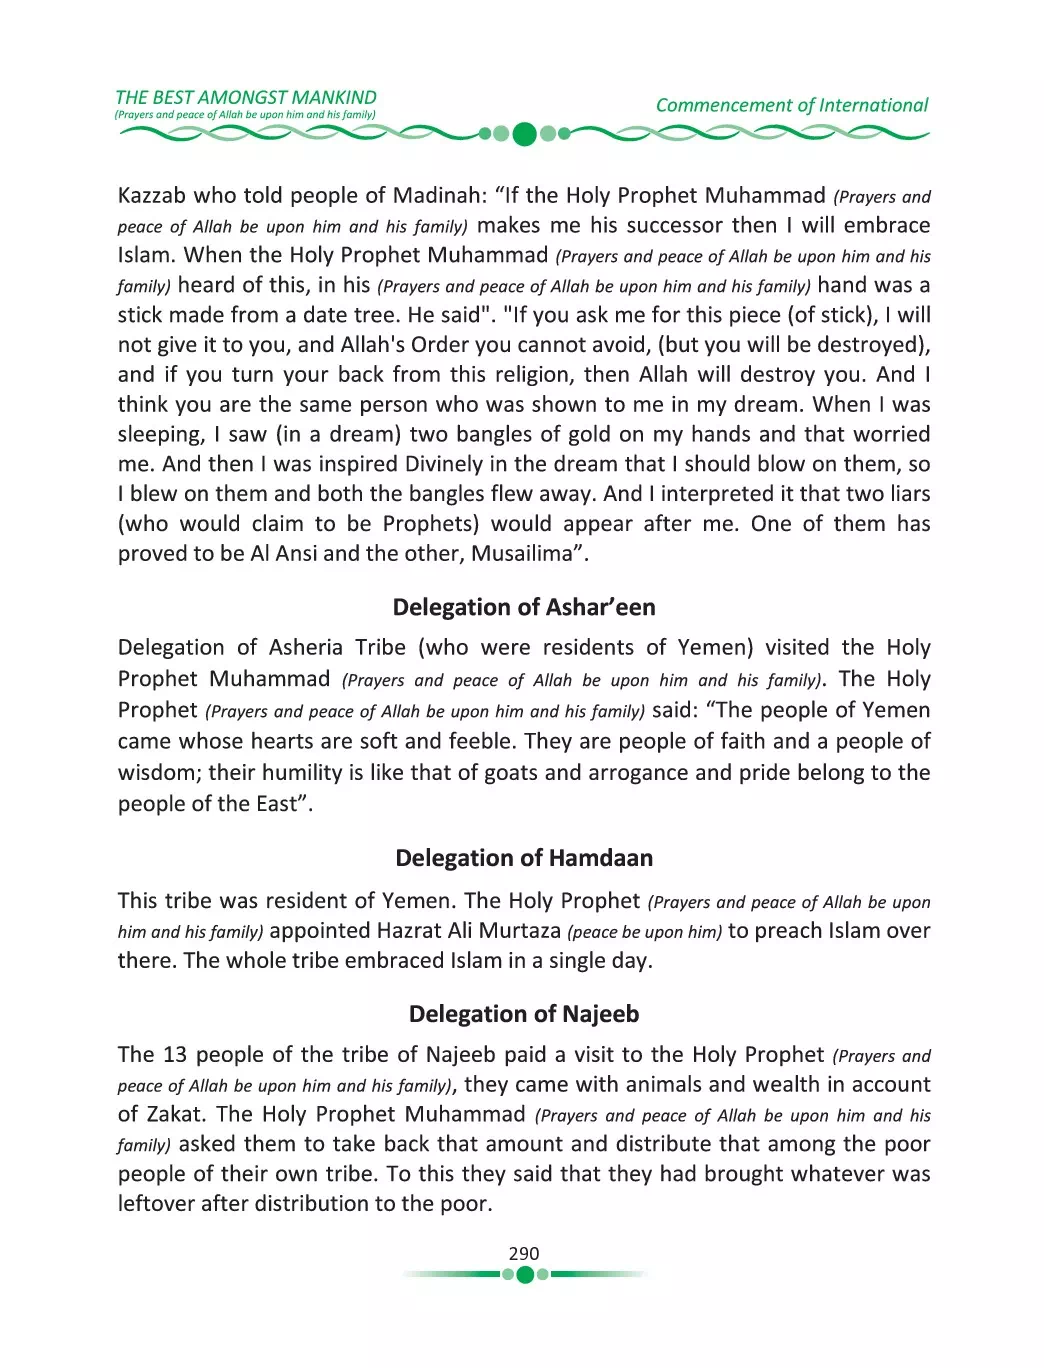 THE BEST AMONGST MANKIND
(Prayers and peace of Allah be upon him and his family)
Commencement of International
Kazzab who told people of Madinah: “If the Holy Prophet Muhammad (Prayers and
peace of Allah be upon him and his family) makes me his successor then I will embrace
Islam. When the Holy Prophet Muhammad (Prayers and peace of Allah be upon him and his
family) heard of this, in his (Prayers and peace of Allah be upon him and his family) hand was a
stick made from a date tree. He said". "If you ask me for this piece (of stick), I will
not give it to you, and Allah's Order you cannot avoid, (but you will be destroyed),
and if you turn your back from this religion, then Allah will destroy you. And I
think you are the same person who was shown to me in my dream. When I was
sleeping, I saw (in a dream) two bangles of gold on my hands and that worried
me. And then I was inspired Divinely in the dream that I should blow on them, so
I blew on them and both the bangles flew away. And I interpreted it that two liars
(who would claim to be Prophets) would appear after me. One of them has
proved to be Al Ansi and the other, Musailima”.
Delegation of Ashar’een
Delegation of Asheria Tribe (who were residents of Yemen) visited the Holy
Prophet Muhammad (Prayers and peace of Allah be upon him and his family). The Holy
Prophet (Prayers and peace of Allah be upon him and his family) said: “The people of Yemen
came whose hearts are soft and feeble. They are people of faith and a people of
wisdom; their humility is like that of goats and arrogance and pride belong to the
people of the East”.
Delegation of Hamdaan
This tribe was resident of Yemen. The Holy Prophet (Prayers and peace of Allah be upon
him and his family) appointed Hazrat Ali Murtaza (peace be upon him) to preach Islam over
there. The whole tribe embraced Islam in a single day.
Delegation of Najeeb
The 13 people of the tribe of Najeeb paid a visit to the Holy Prophet (Prayers and
peace of Allah be upon him and his family), they came with animals and wealth in account
of Zakat. The Holy Prophet Muhammad (Prayers and peace of Allah be upon him and his
family) asked them to take back that amount and distribute that among the poor
people of their own tribe. To this they said that they had brought whatever was
leftover after distribution to the poor.
290